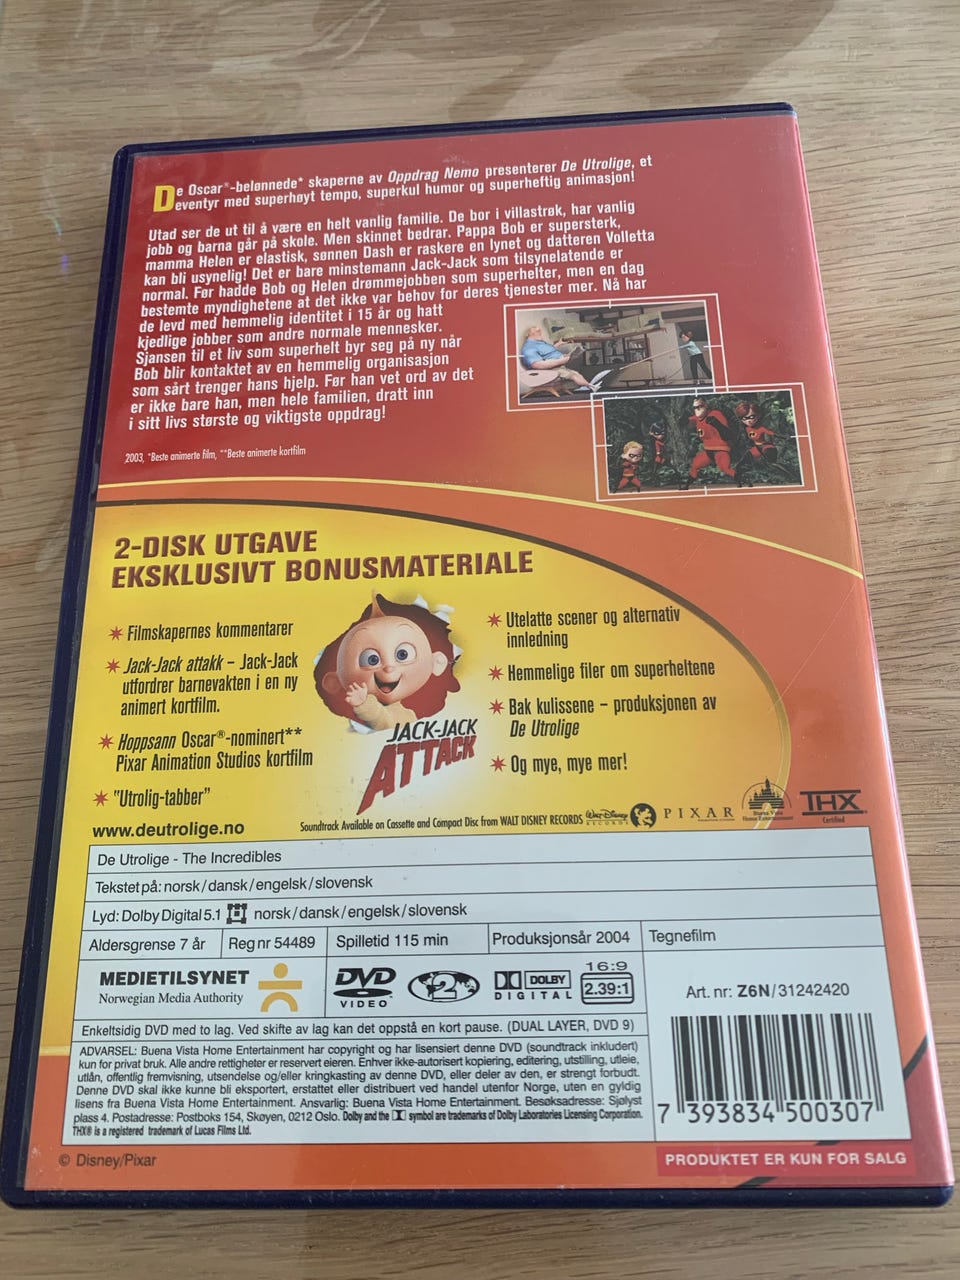 De Oscar®-belønnede* skaperne av Oppdrag Nemo presenterer De Utrolige, et
eventyr med superhøyt tempo, superkul humor og superheftig animasjon!
Utad ser de ut til å være en helt vanlig familie. De bor i villastrøk, har vanlig
jobb og barna går på skole. Men skinnet bedrar. Pappa Bob er supersterk,
mamma Helen er elastisk, sønnen Dash er raskere en lynet og datteren Volletta
kan bli usynelig! Det er bare minstemann Jack-Jack som tilsynelatende er
normal. Før hadde Bob og Helen drømmejobben som superhelter, men en dag
bestemte myndighetene at det ikke var behov for deres tjenester mer. Nå har
de levd med hemmelig identitet i 15 år og hatt
kjedlige jobber som andre normale mennesker.
Sjansen til et liv som superhelt byr seg på ny når
Bob blir kontaktet av en hemmelig organisasjon
som sårt trenger hans hjelp. Før han vet ord av det
er ikke bare han, men hele familien, dratt inn
i sitt livs største og viktigste oppdrag!
2003, *Beste animerte film, **Beste animerte kortfilm
2-DISK UTGAVE
EKSKLUSIVT BONUSMATERIALE
Filmskapernes kommentarer
Jack-Jack attakk – Jack-Jack
utfordrer barnevakten i en ny
animert kortfilm.
Hoppsann Oscar®-nominert**
Pixar Animation Studios kortfilm
"Utrolig-tabber"
JACK-JACK
ATTACK
Utelatte scener og alternativ
innledning
Hemmelige filer om superheltene
Bak kulissene – produksjonen av
De Utrolige
Og mye, mye mer!
www.deutrolige.no
Soundtrack Available on Cassette and Compact Disc from WALT DISNEY RECORDS
Walt Disney
RECORDS
PIXAR
Buena Vista
Home Entertainment
THX
Certified
De Utrolige - The Incredibles
Tekstet på: norsk/dansk/engelsk/slovensk
Lyd: Dolby Digital 5.1 norsk/dansk/engelsk/slovensk
Aldersgrense 7 år Reg nr 54489 Spilletid 115 min Produksjonsår 2004 Tegnefilm
MEDIETILSYNET
Norwegian Media Authority
DVD
VIDEO
2
DOLBY
DIGITAL
16:9
2.39:1
Art. nr: Z6N/31242420
Enkeltsidig DVD med to lag. Ved skifte av lag kan det oppstå en kort pause. (DUAL LAYER, DVD 9)
ADVARSEL: Buena Vista Home Entertainment har copyright og har lisensiert denne DVD (soundtrack inkludert)
kun for privat bruk. Alle andre rettigheter er reservert eieren. Enhver ikke-autorisert kopiering, editering, utstilling, utleie,
utlån, offentlig fremvisning, utsendelse og/eller kringkasting av denne DVD, eller deler av den, er strengt forbudt.
Denne DVD skal ikke kunne bli eksportert, erstattet eller distribuert ved handel utenfor Norge, uten en gyldig
lisens fra Buena Vista Home Entertainment. Ansvarlig: Buena Vista Home Entertainment. Besøksadresse: Sjølyst
plass 4. Postadresse: Postboks 154, Skøyen, 0212 Oslo. Dolby and the symbol are trademarks of Dolby Laboratories Licensing Corporation.
THX® is a registered trademark of Lucas Films Ltd.
7 393834 500307
© Disney/Pixar
PRODUKTET ER KUN FOR SALG